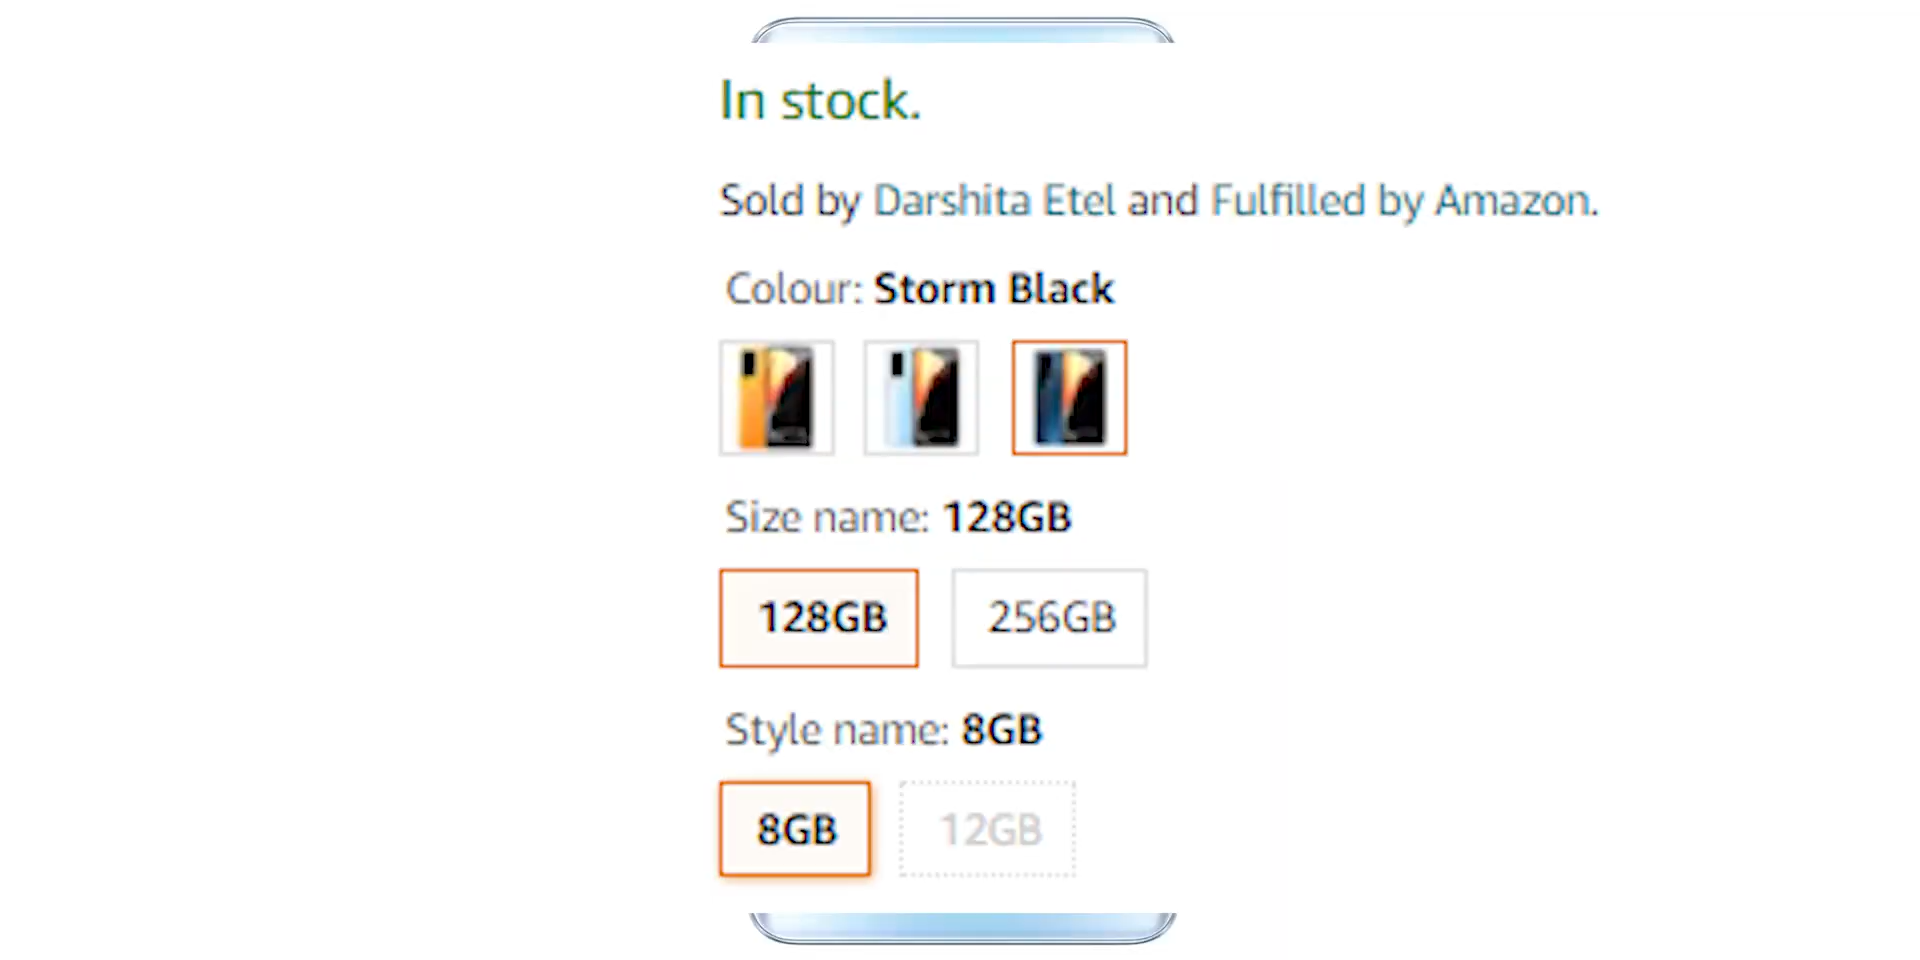 In stock.
Sold by Darshita Etel and Fulfilled by Amazon.
Colour: Storm Black
Size name: 128GB
128GB 256GB
Style name: 8GB
8GB 12GB